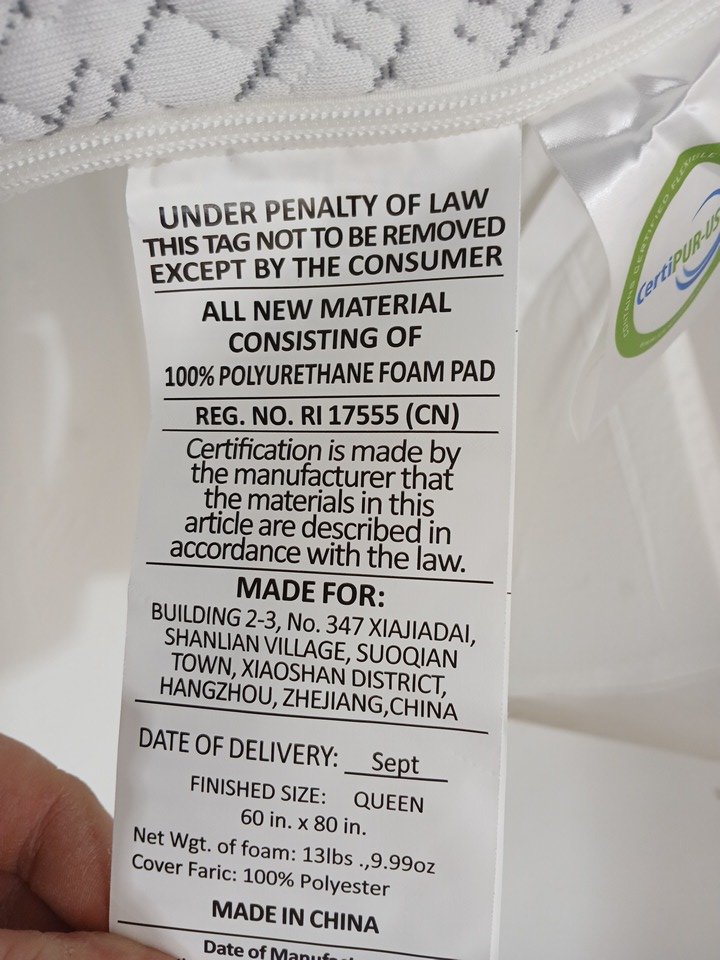 UNDER PENALTY OF LAW
THIS TAG NOT TO BE REMOVED
EXCEPT BY THE CONSUMER
ALL NEW MATERIAL
CONSISTING OF
100% POLYURETHANE FOAM PAD
REG. NO. RI 17555 (CN)
Certification is made by
the manufacturer that
the materials in this
article are described in
accordance with the law.
MADE FOR:
BUILDING 2-3, No. 347 XIAJIADAI,
SHANLIAN VILLAGE, SUOQIAN
TOWN, XIAOSHAN DISTRICT,
HANGZHOU, ZHEJIANG,CHINA
DATE OF DELIVERY: Sept
FINISHED SIZE: QUEEN
60 in. x 80 in.
Net Wgt. of foam: 13lbs .,9.99oz
Cover Faric: 100% Polyester
MADE IN CHINA
Date of
CONTAINS CERTIFIED
CertiPUR-US